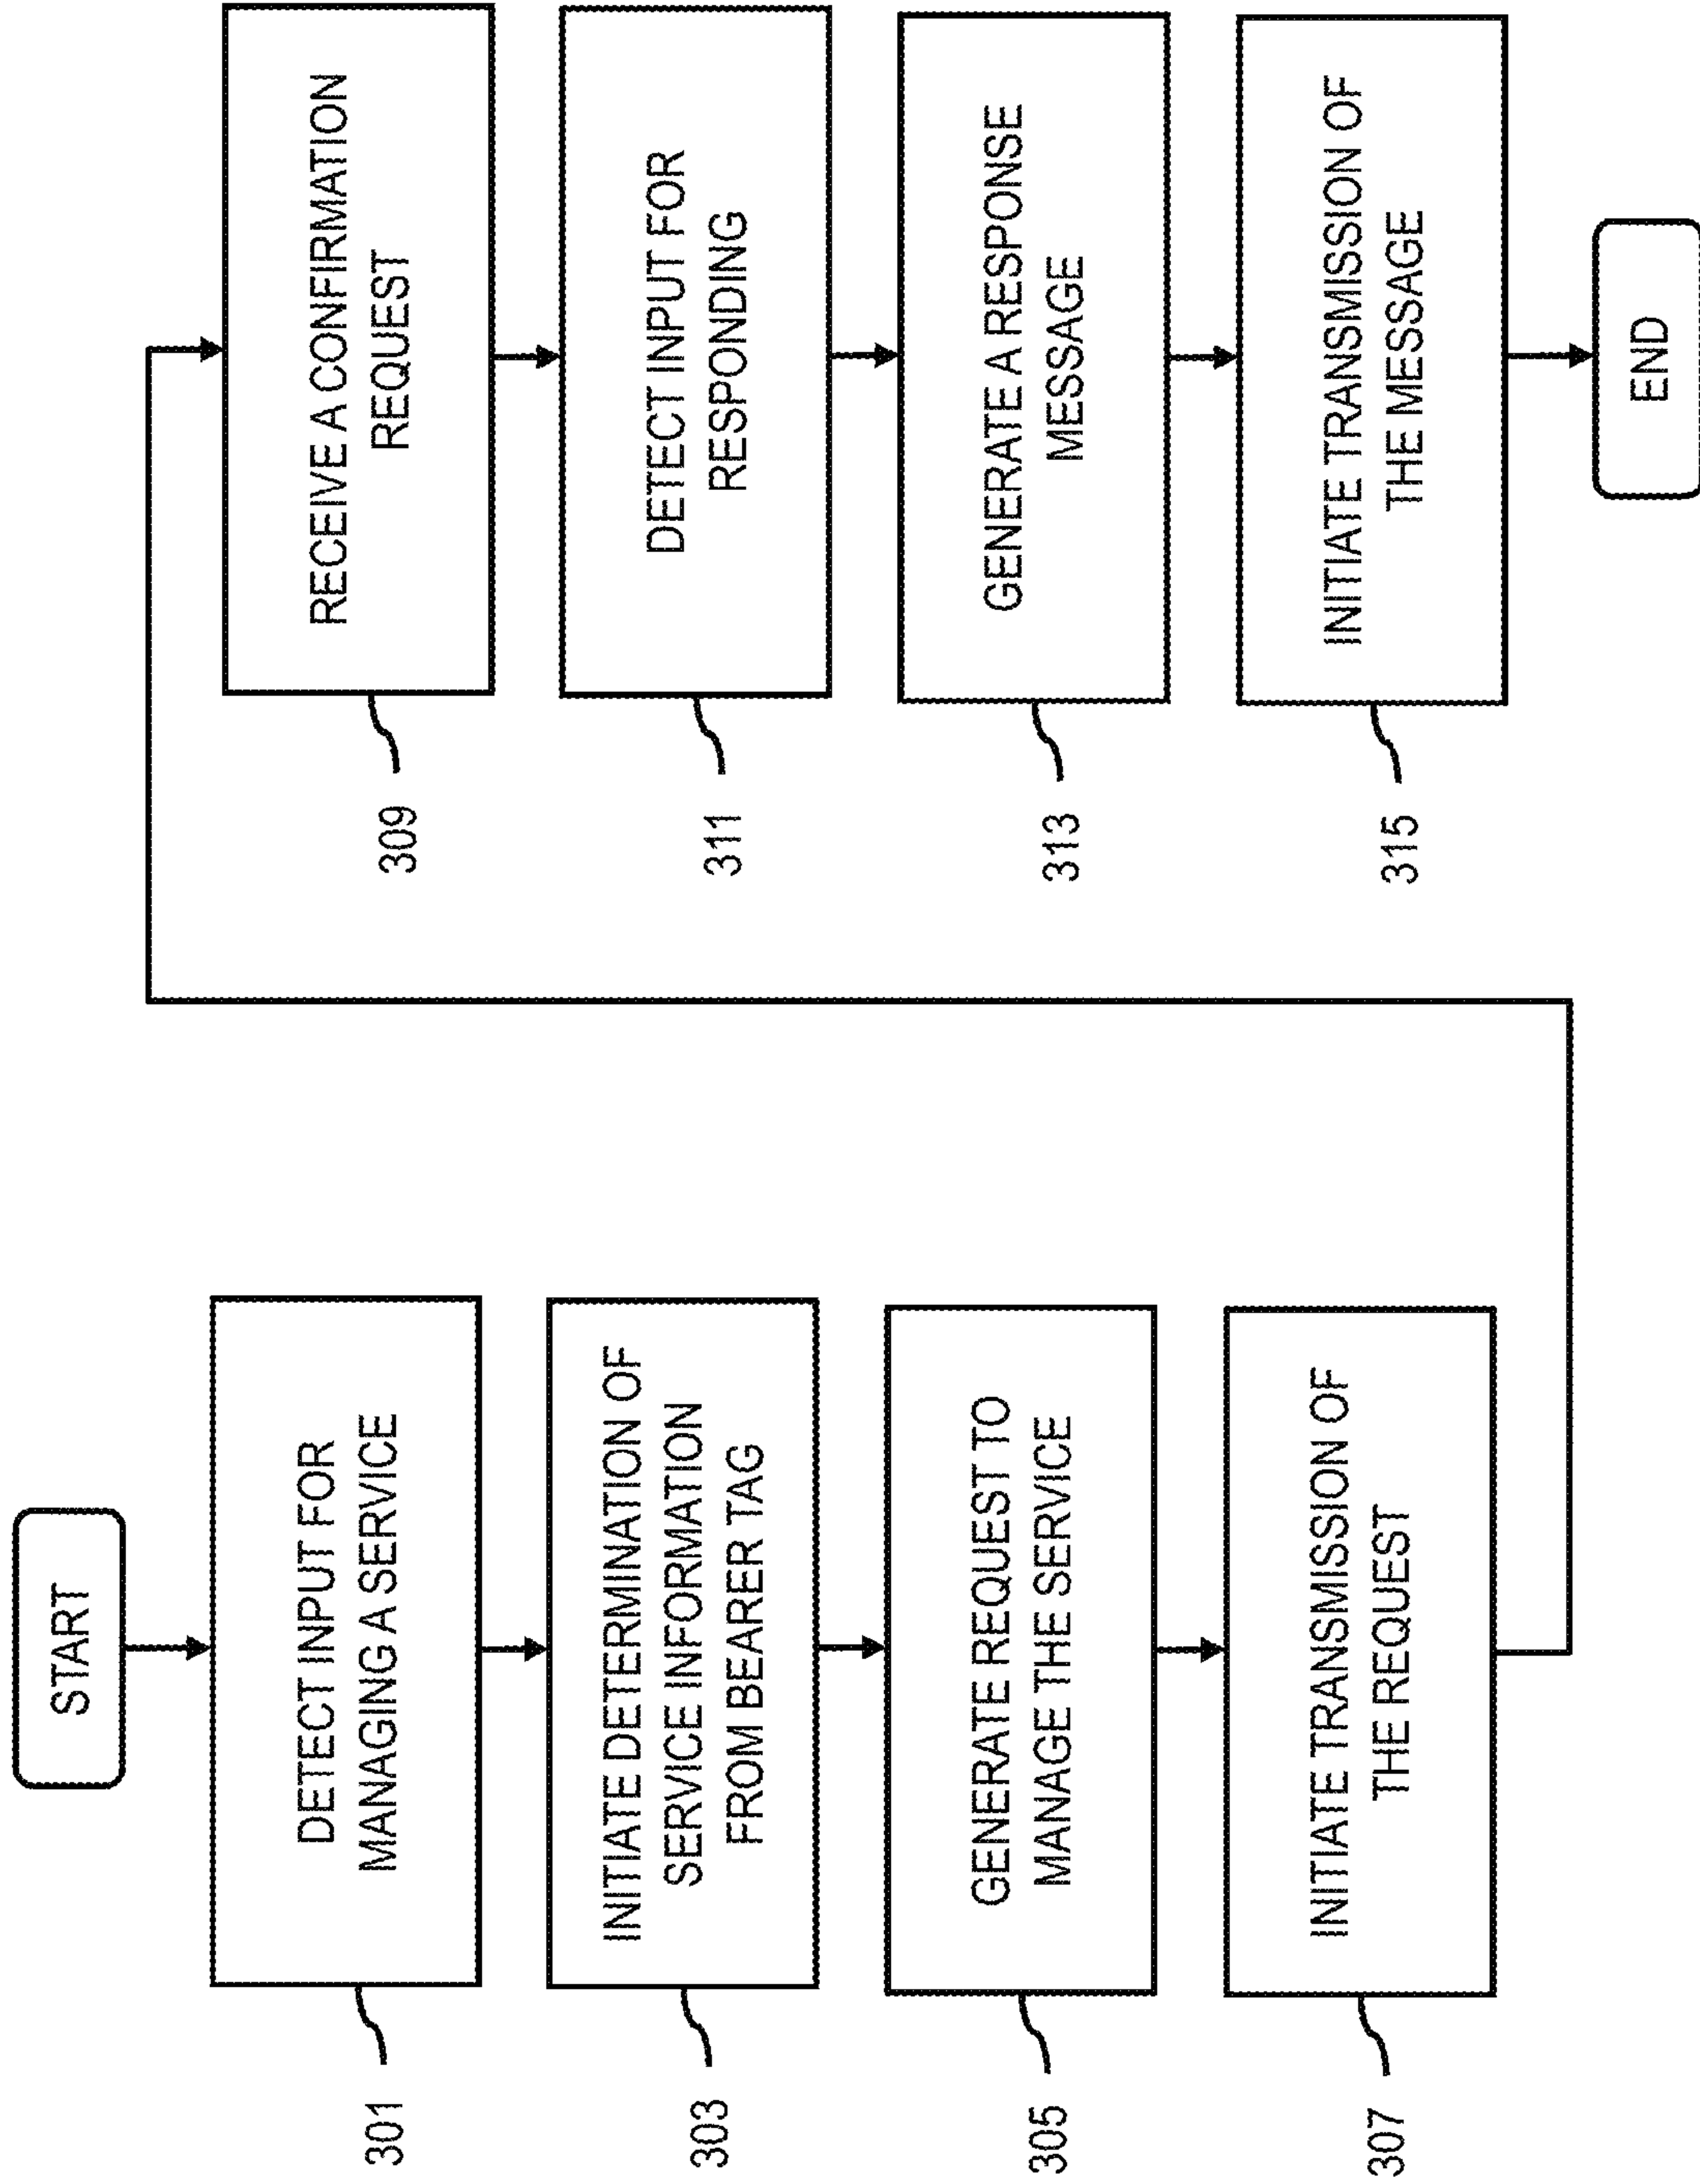 START
301
DETECT INPUT FOR
MANAGING A SERVICE
303
INITIATE DETERMINATION OF
SERVICE INFORMATION
FROM BEARER TAG
305
GENERATE REQUEST TO
MANAGE THE SERVICE
307
INITIATE TRANSMISSION OF
THE REQUEST
309
RECEIVE A CONFIRMATION
REQUEST
311
DETECT INPUT FOR
RESPONDING
313
GENERATE A RESPONSE
MESSAGE
315
INITIATE TRANSMISSION OF
THE MESSAGE
END